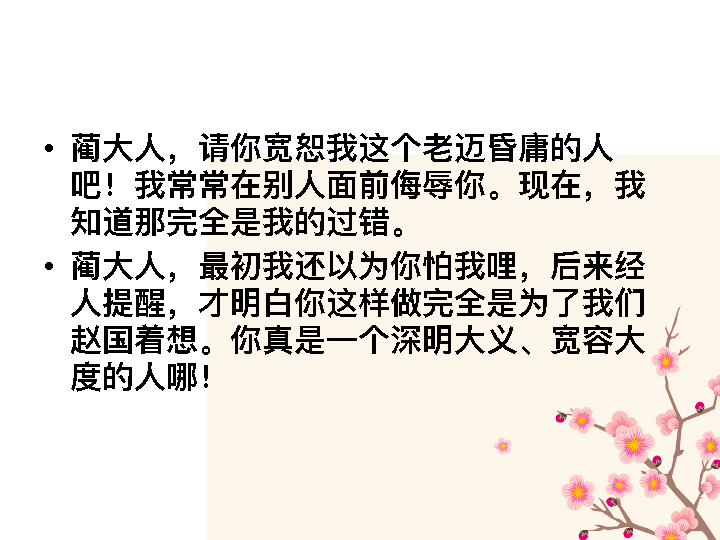 • 蔺大人，请你宽恕我这个老迈昏庸的人
吧！我常常在别人面前侮辱你。现在，我
知道那完全是我的过错。
• 蔺大人，最初我还以为你怕我哩，后来经
人提醒，才明白你这样做完全是为了我们
赵国着想。你真是一个深明大义、宽容大
度的人哪！